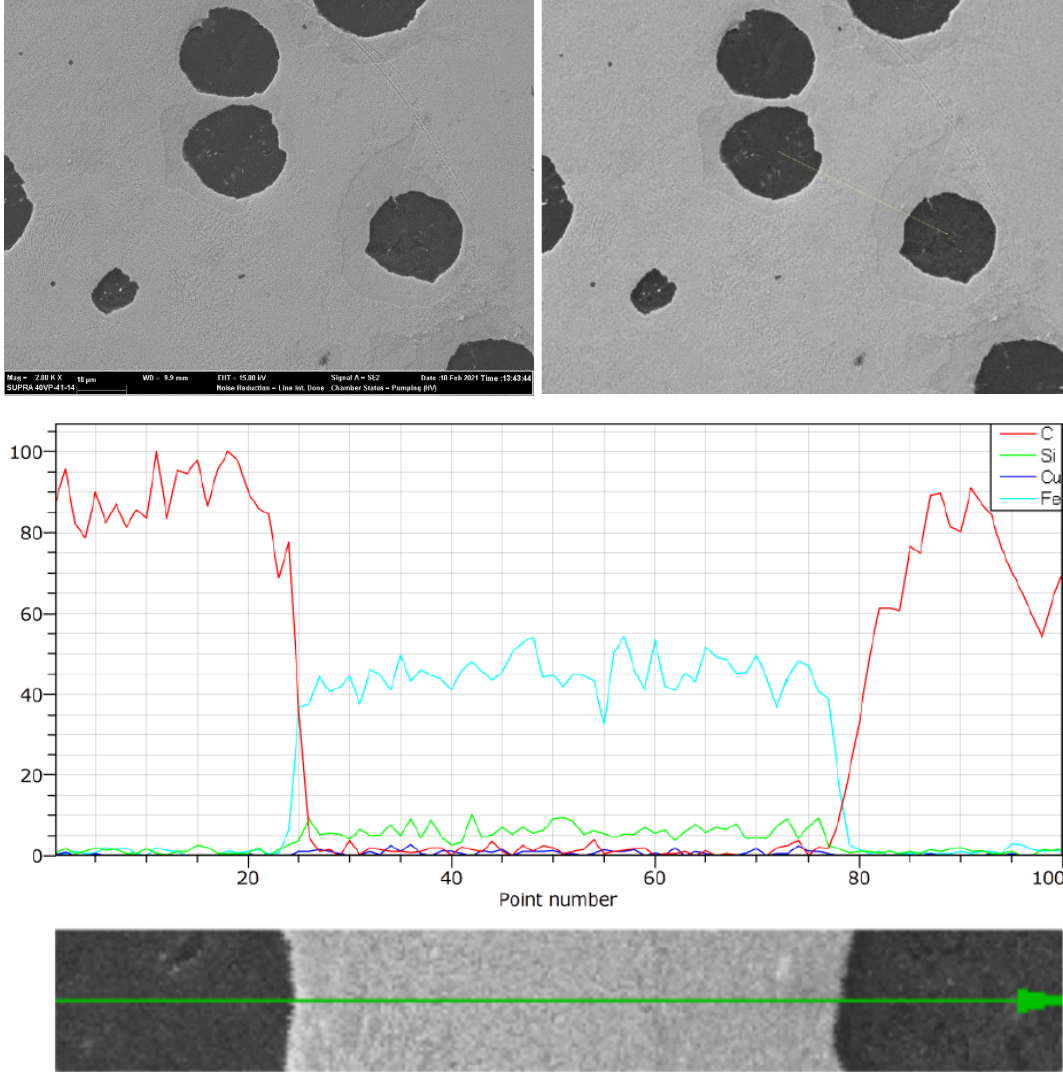 Mag = 2.00 K X 10 µm WD = 9.9 mm EHT = 15.00 kV Signal A = SE2 Date :10 Feb 2021 Time :13:43:44
SUPRA 40VP-41-14 Noise Reduction = Line Int. Done Chamber Status = Pumping (HV)
C
Si
Cu
Fe
100
80
60
40
20
0
20 40 60 80 100
Point number